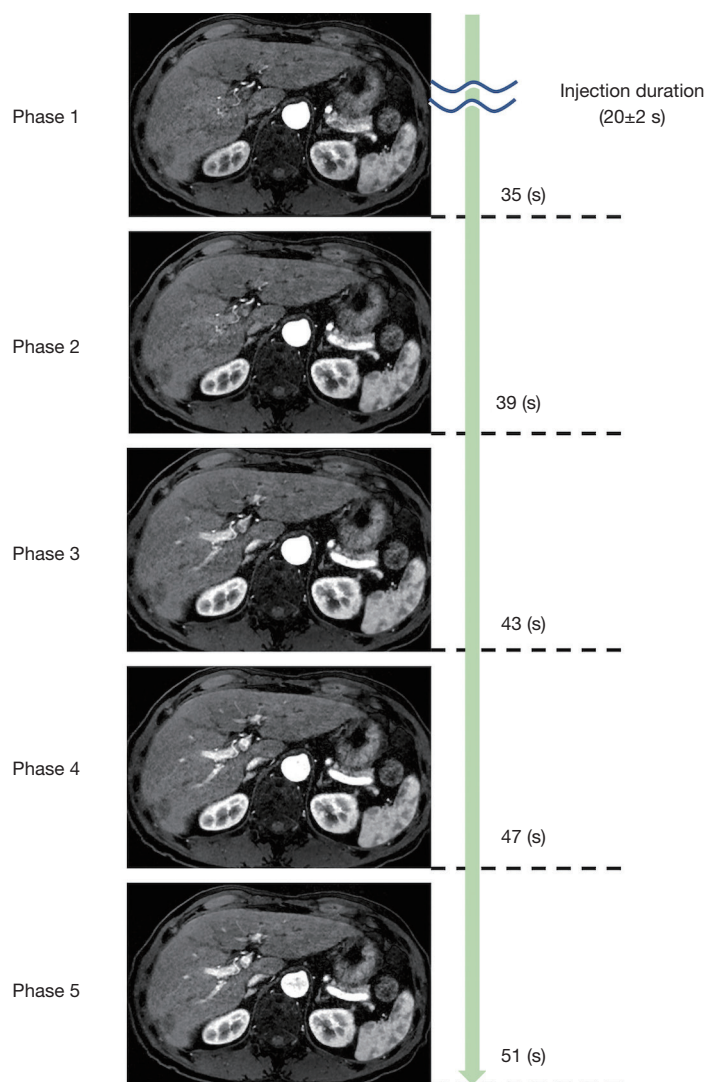 Phase 1
Injection duration
(20±2 s)
35 (s)
Phase 2
39 (s)
Phase 3
43 (s)
Phase 4
47 (s)
Phase 5
51 (s)